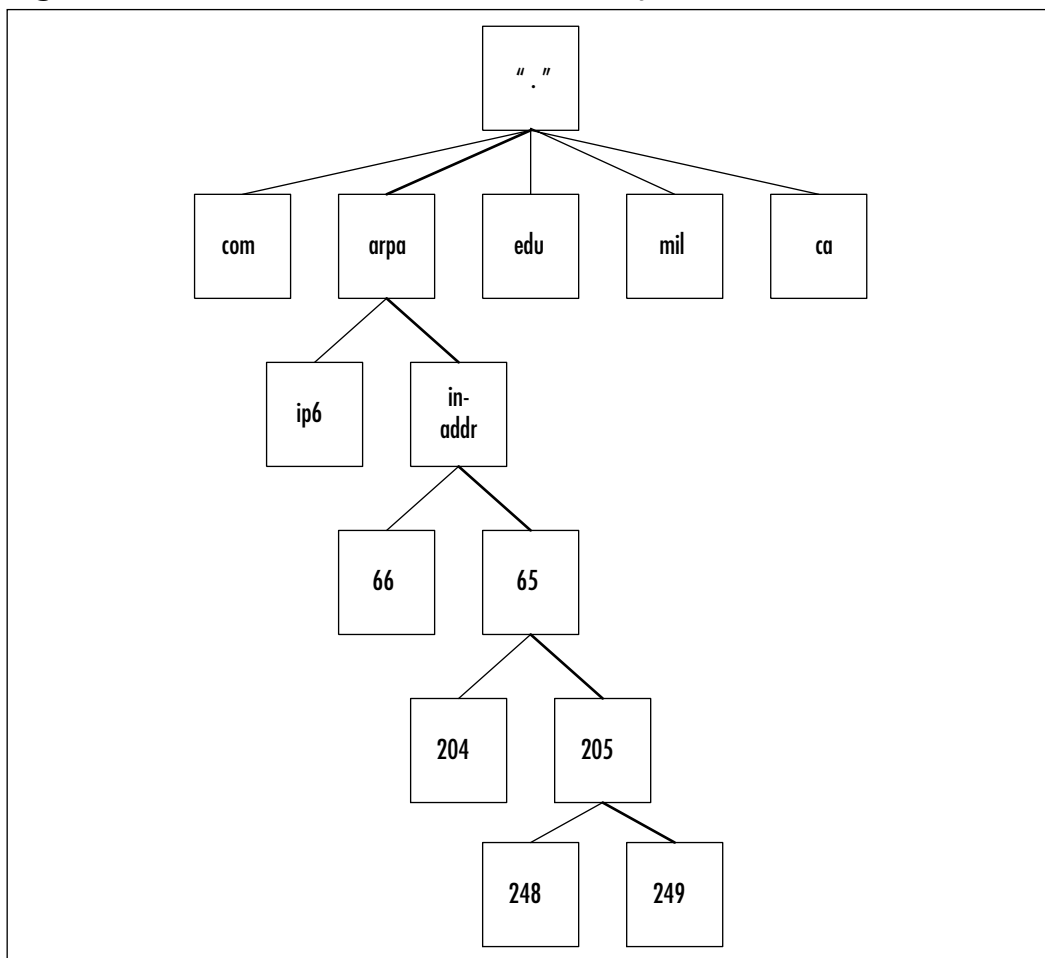 “ . ”
com
arpa
edu
mil
ca
ip6
in-
addr
66
65
204
205
248
249